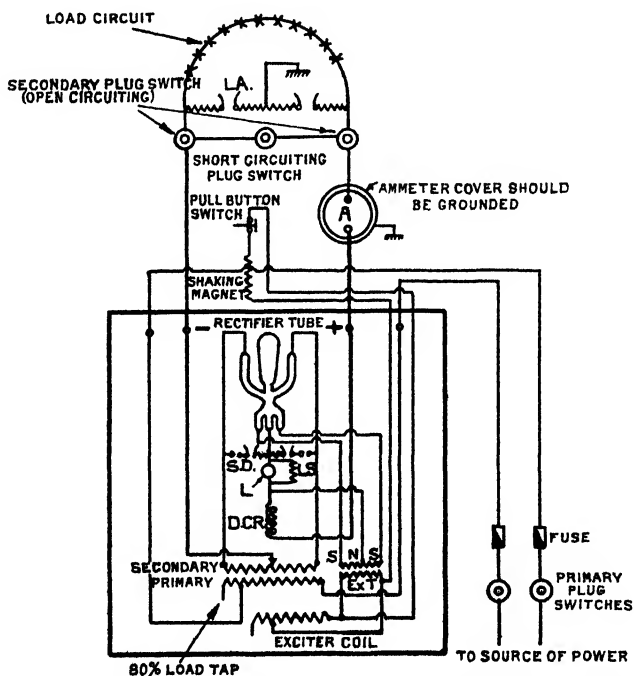 LOAD CIRCUIT
SECONDARY PLUG SWITCH
(OPEN CIRCUITING)
L.A.
SHORT CIRCUITING
PLUG SWITCH
PULL BUTTON
SWITCH
A
AMMETER COVER SHOULD
BE GROUNDED
SHAKING
MAGNET
- RECTIFIER TUBE +
S.D.
I.S.
L
D.C.R.
S N S
SECONDARY
PRIMARY
EXT
EXCITER COIL
80% LOAD TAP
FUSE
PRIMARY
PLUG
SWITCHES
TO SOURCE OF POWER